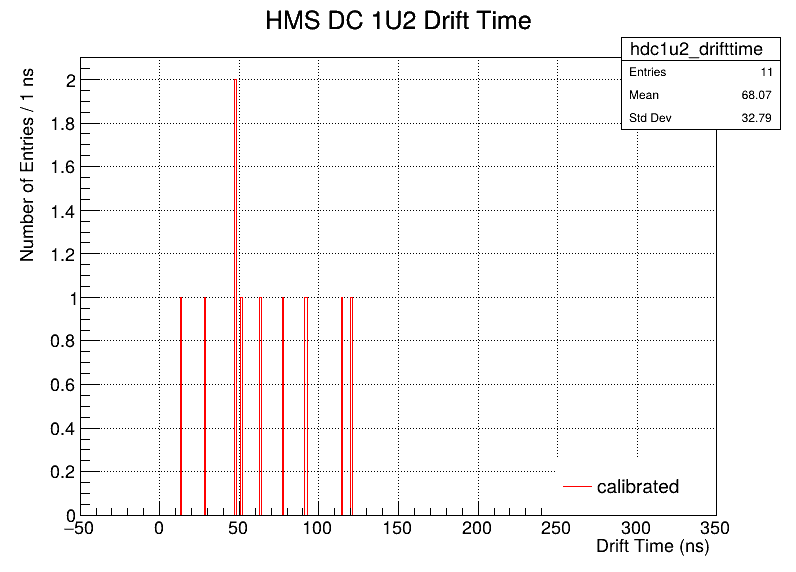 HMS DC 1U2 Drift Time
hdc1u2_drifttime
Entries 11
Mean 68.07
Std Dev 32.79
Number of Entries / 1 ns
2
1.8
1.6
1.4
1.2
1
0.8
0.6
0.4
0.2
0
calibrated
−50 0 50 100 150 200 250 300 350
Drift Time (ns)